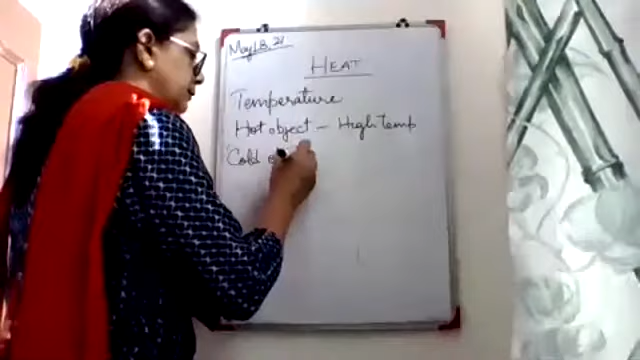 May 18, 21
HEAT
Temperature
Hot object - High temp
Cold